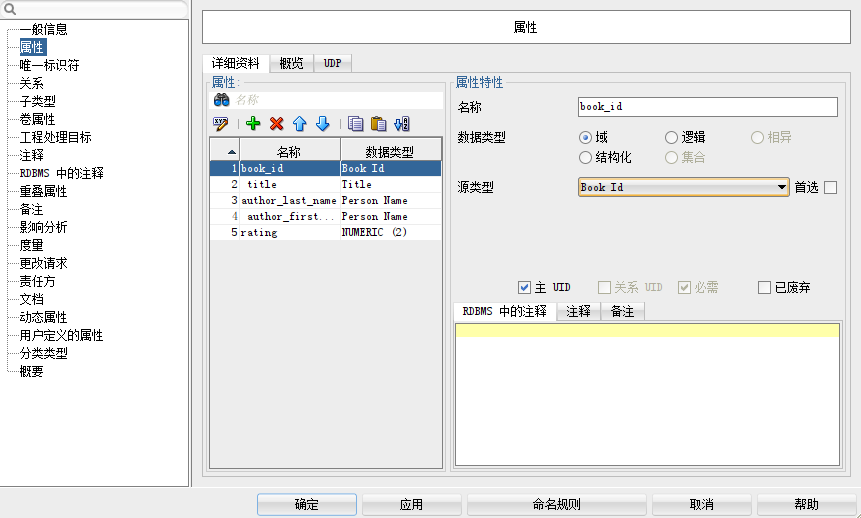 一般信息
属性
唯一标识符
关系
子类型
卷属性
工程处理目标
注释
RDBMS 中的注释
重叠属性
备注
影响分析
度量
更改请求
责任方
文档
动态属性
用户定义的属性
分类类型
概要
属性
详细资料 概览 UDP
属性:
名称
XYZ
名称 数据类型
1 book_id Book Id
2 title Title
3 author_last_name Person Name
4 author_first... Person Name
5 rating NUMERIC (2)
属性特性
名称 book_id
数据类型 域 逻辑 相异
结构化 集合
源类型 Book Id 首选
主 UID 关系 UID 必需 已废弃
RDBMS 中的注释 注释 备注
确定 应用 命名规则 取消 帮助